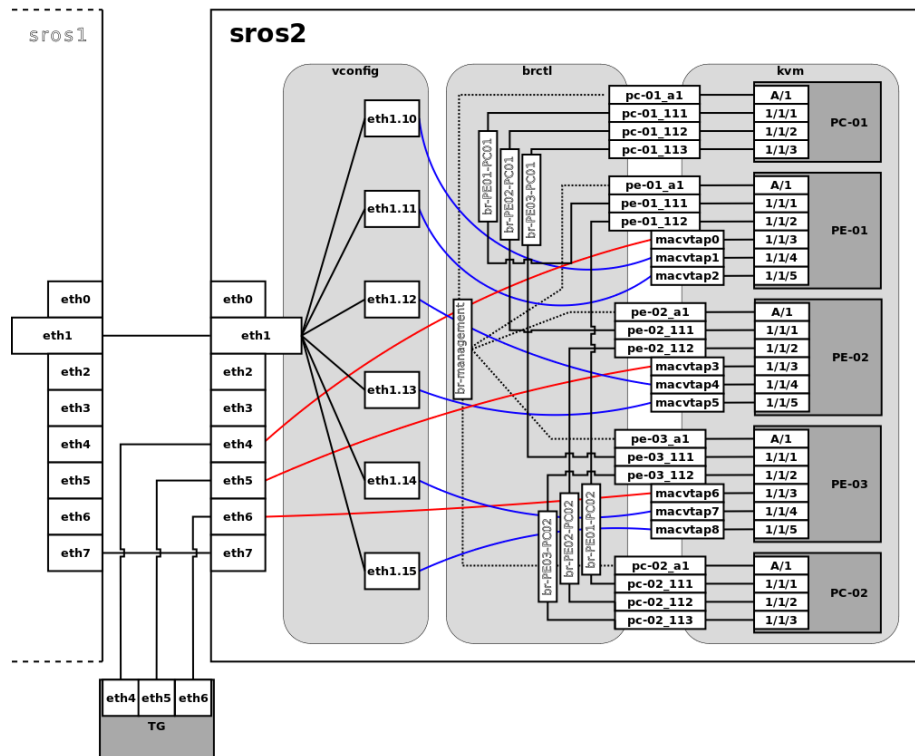 sros1
sros2
vconfig
brctl
kvm
eth0
eth1
eth2
eth3
eth4
eth5
eth6
eth7
eth0
eth1
eth2
eth3
eth4
eth5
eth6
eth7
eth4
eth5
eth6
TG
eth1.10
eth1.11
eth1.12
eth1.13
eth1.14
eth1.15
br-management
br-PE01-PC01
br-PE02-PC01
br-PE03-PC01
br-PE03-PC02
br-PE02-PC02
br-PE01-PC02
pc-01_a1
pc-01_111
pc-01_112
pc-01_113
A/1
1/1/1
1/1/2
1/1/3
PC-01
pe-01_a1
pe-01_111
pe-01_112
macvtap0
macvtap1
macvtap2
A/1
1/1/1
1/1/2
1/1/3
1/1/4
1/1/5
PE-01
pe-02_a1
pe-02_111
pe-02_112
macvtap3
macvtap4
macvtap5
A/1
1/1/1
1/1/2
1/1/3
1/1/4
1/1/5
PE-02
pe-03_a1
pe-03_111
pe-03_112
macvtap6
macvtap7
macvtap8
A/1
1/1/1
1/1/2
1/1/3
1/1/4
1/1/5
PE-03
pc-02_a1
pc-02_111
pc-02_112
pc-02_113
A/1
1/1/1
1/1/2
1/1/3
PC-02